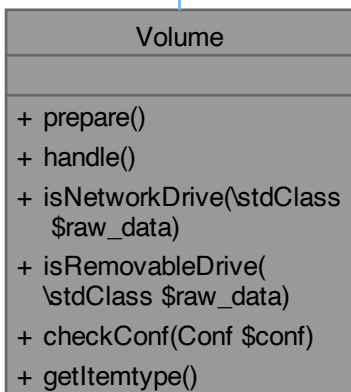 Volume
+ prepare()
+ handle()
+ isNetworkDrive(\stdClass
$raw_data)
+ isRemovableDrive(
\stdClass $raw_data)
+ checkConf(Conf $conf)
+ getItemtype()